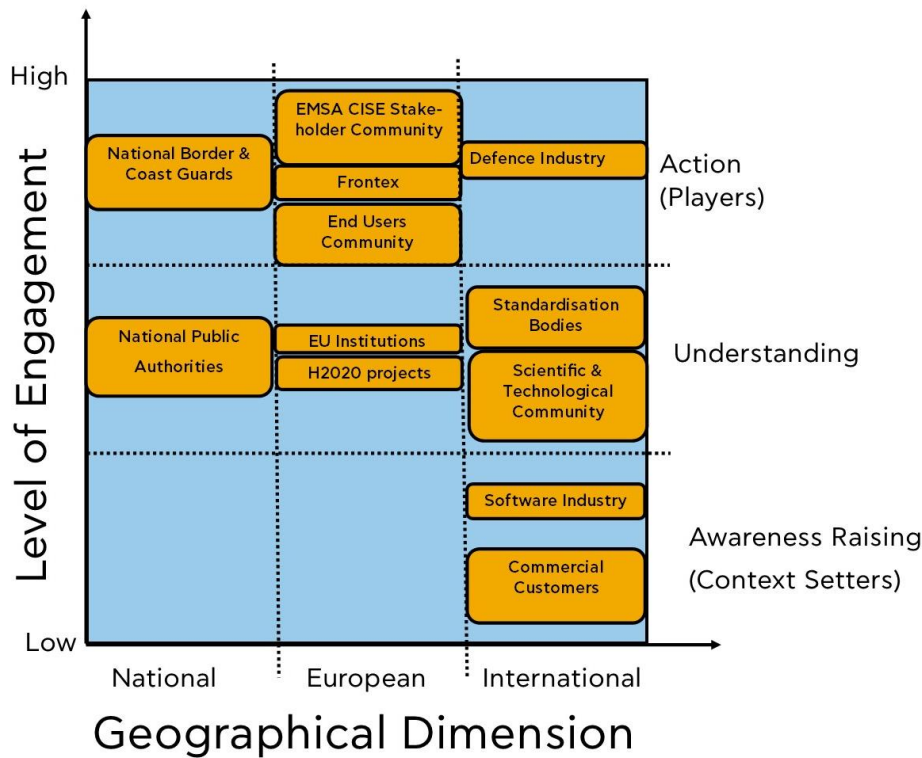 High
EMSA CISE Stake-
holder Community
National Border &
Coast Guards
Defence Industry
Frontex
End Users
Community
Action
(Players)
Standardisation
Bodies
National Public
Authorities
EU Institutions
H2020 projects
Scientific &
Technological
Community
Understanding
Software Industry
Commercial
Customers
Awareness Raising
(Context Setters)
Level of Engagement
Low
National
European
International
Geographical Dimension